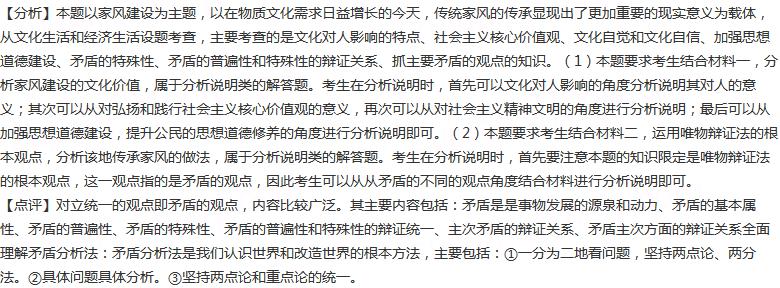 【分析】本题以家风建设为主题，以在物质文化需求日益增长的今天，传统家风的传承显现出了更加重要的现实意义为载体，
从文化生活和经济生活设题考查，主要考查的是文化对人影响的特点、社会主义核心价值观、文化自觉和文化自信、加强思想
道德建设、矛盾的特殊性、矛盾的普遍性和特殊性的辩证关系、抓主要矛盾的观点的知识。（1）本题要求考生结合材料一，分
析家风建设的文化价值，属于分析说明类的解答题。考生在分析说明时，首先可以文化对人影响的角度分析说明其对人的意
义；其次可以从对弘扬和践行社会主义核心价值观的意义，再次可以从对社会主义精神文明的角度进行分析说明；最后可以从
加强思想道德建设，提升公民的思想道德修养的角度进行分析说明即可。（2）本题要求考生结合材料二，运用唯物辩证法的根
本观点，分析该地传承家风的做法，属于分析说明类的解答题。考生在分析说明时，首先要注意本题的知识限定是唯物辩证法
的根本观点，这一观点指的是矛盾的观点，因此考生可以从从矛盾的不同的观点角度结合材料进行分析说明即可。
【点评】对立统一的观点即矛盾的观点，内容比较广泛。其主要内容包括：矛盾是是事物发展的源泉和动力、矛盾的基本属
性、矛盾的普遍性、矛盾的特殊性、矛盾的普遍性和特殊性的辩证统一、主次矛盾的辩证关系、矛盾主次方面的辩证关系全面
理解矛盾分析法：矛盾分析法是我们认识世界和改造世界的根本方法，主要包括：①一分为二地看问题，坚持两点论、两分
法。②具体问题具体分析。③坚持两点论和重点论的统一。